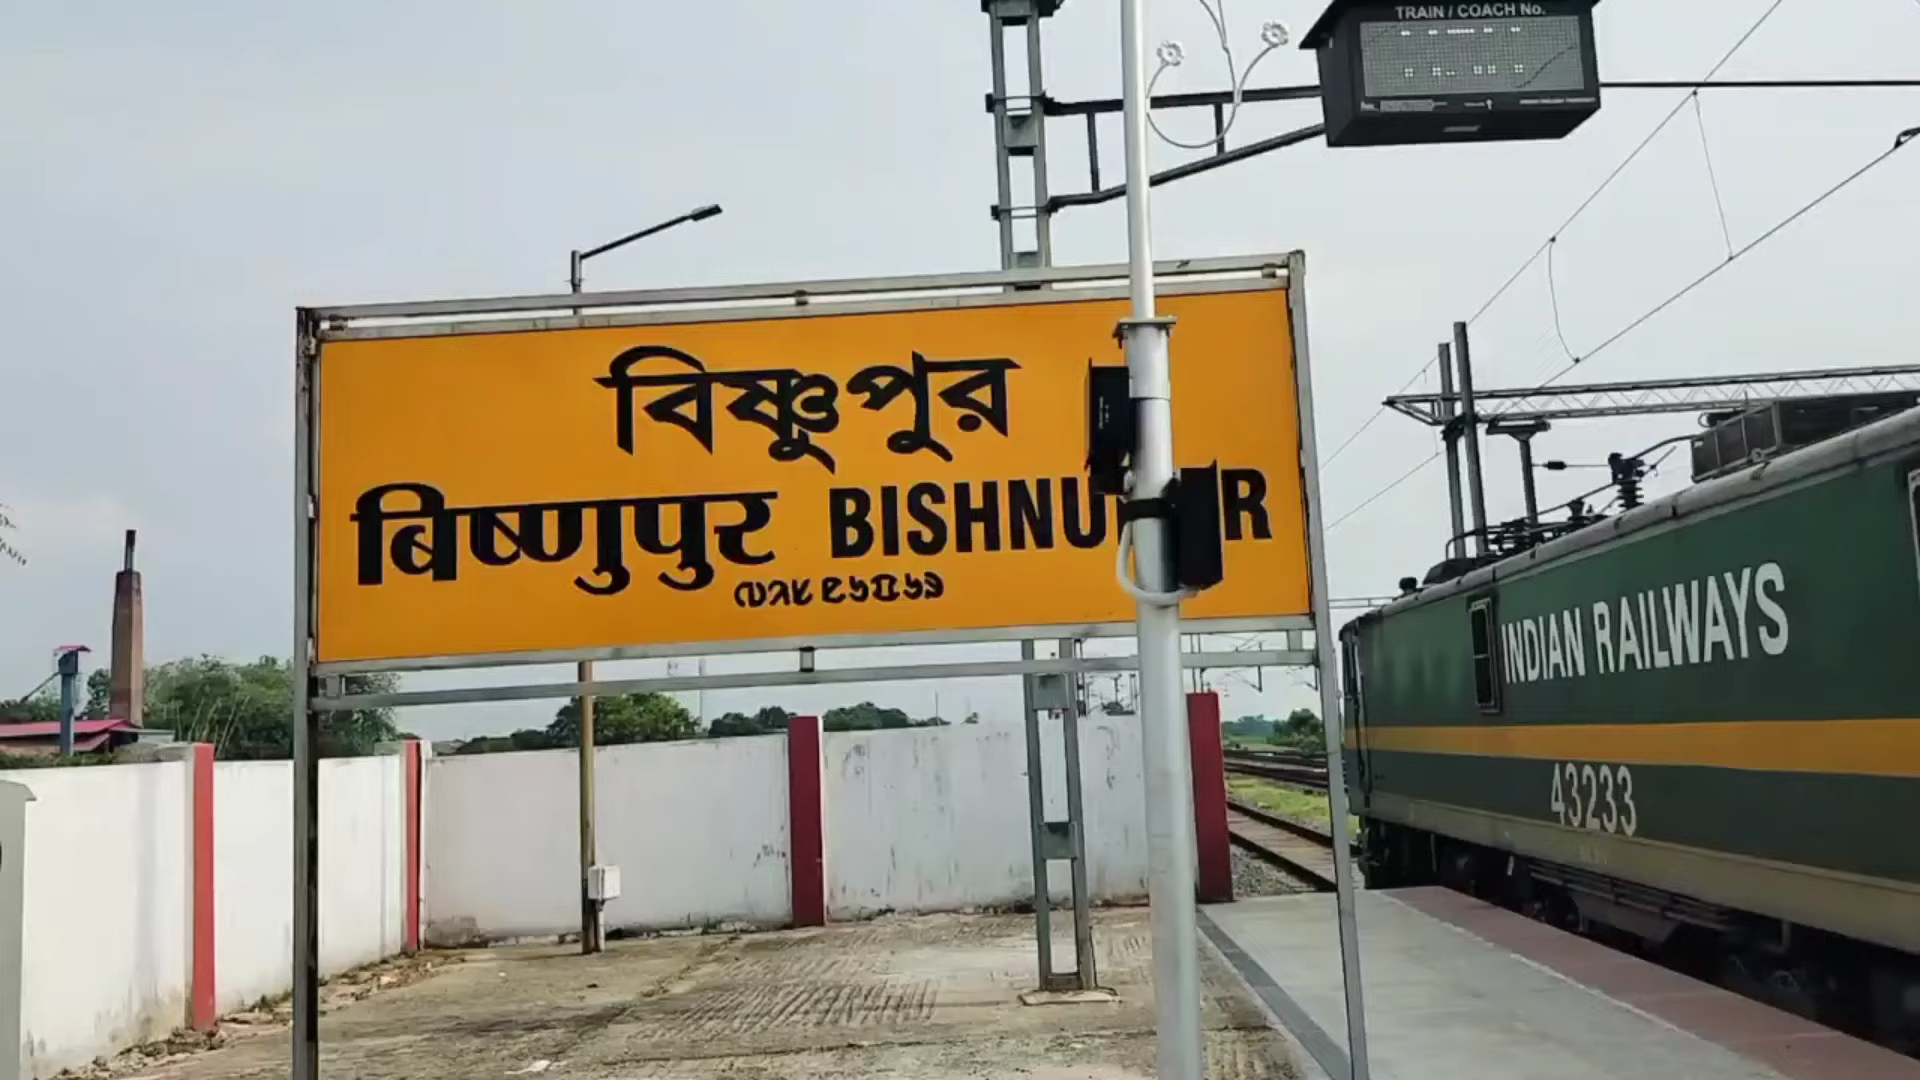 TRAIN / COACH No.
বিষ্ণুপুর
बिष्णुपुर BISHNU R
INDIAN RAILWAYS
43233